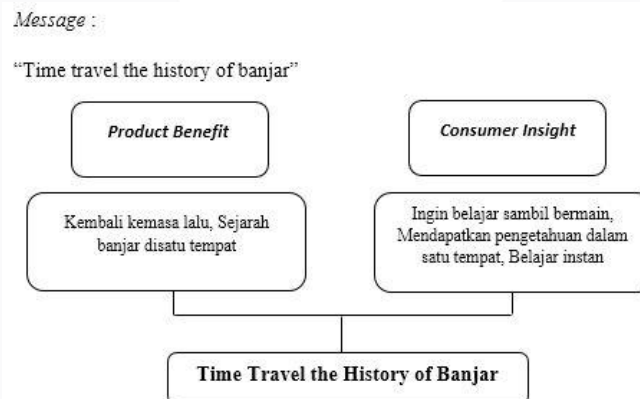 Message :
“Time travel the history of banjar”
Product Benefit
Consumer Insight
Kembali kemasa lalu, Sejarah
banjar disatu tempat
Ingin belajar sambil bermain,
Mendapatkan pengetahuan dalam
satu tempat, Belajar instan
Time Travel the History of Banjar